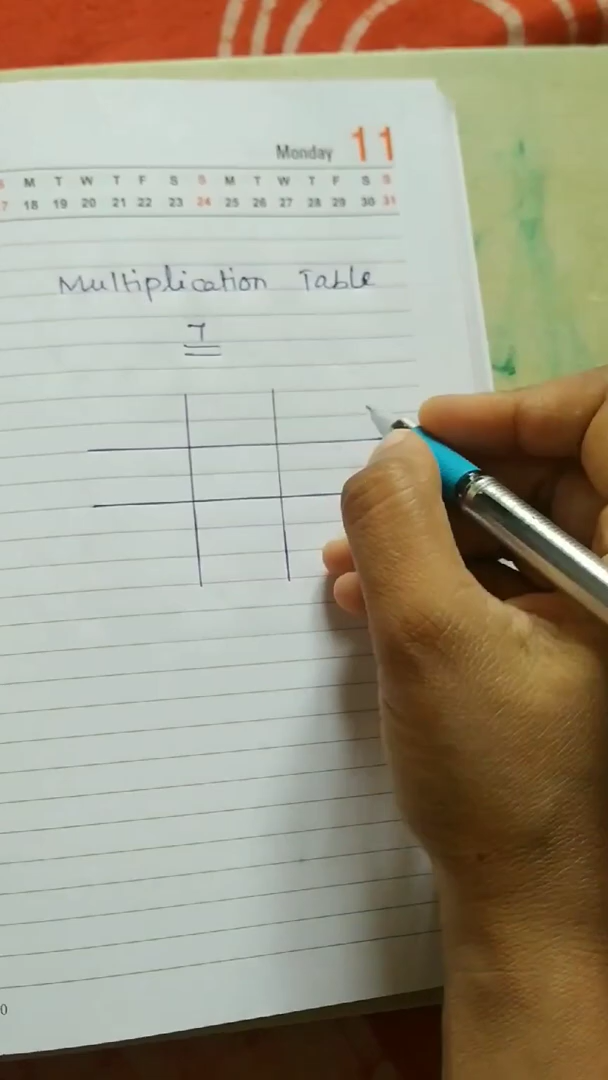 Monday 11
S M T W T F S S M T W T F S S
17 18 19 20 21 22 23 24 25 26 27 28 29 30 31
Multiplication Table
7